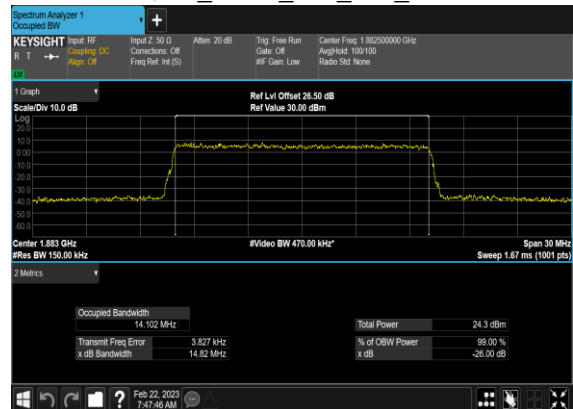 Spectrum Analyzer 1
Occupied BW
+
KEYSIGHT Input: RF Input Z: 50 Ω Atten: 20 dB Trig: Free Run Center Freq: 1.882500000 GHz
R T Coupling: DC Corrections: Off Gate: Off Avg|Hold: 100/100
Align: Off Freq Ref: Int (S) #IF Gain: Low Radio Std: None
1 Graph Ref Lvl Offset 26.50 dB
Scale/Div 10.0 dB Ref Value 30.00 dBm
Log
20.0
10.0
0.00
-10.0
-20.0
-30.0
-40.0
-50.0
-60.0
Center 1.883 GHz #Video BW 470.00 kHz* Span 30 MHz
#Res BW 150.00 kHz Sweep 1.67 ms (1001 pts)
2 Metrics
Occupied Bandwidth
14.102 MHz Total Power 24.3 dBm
Transmit Freq Error 3.827 kHz % of OBW Power 99.00 %
x dB Bandwidth 14.82 MHz x dB -26.00 dB
? Feb 22, 2023
7:47:46 AM